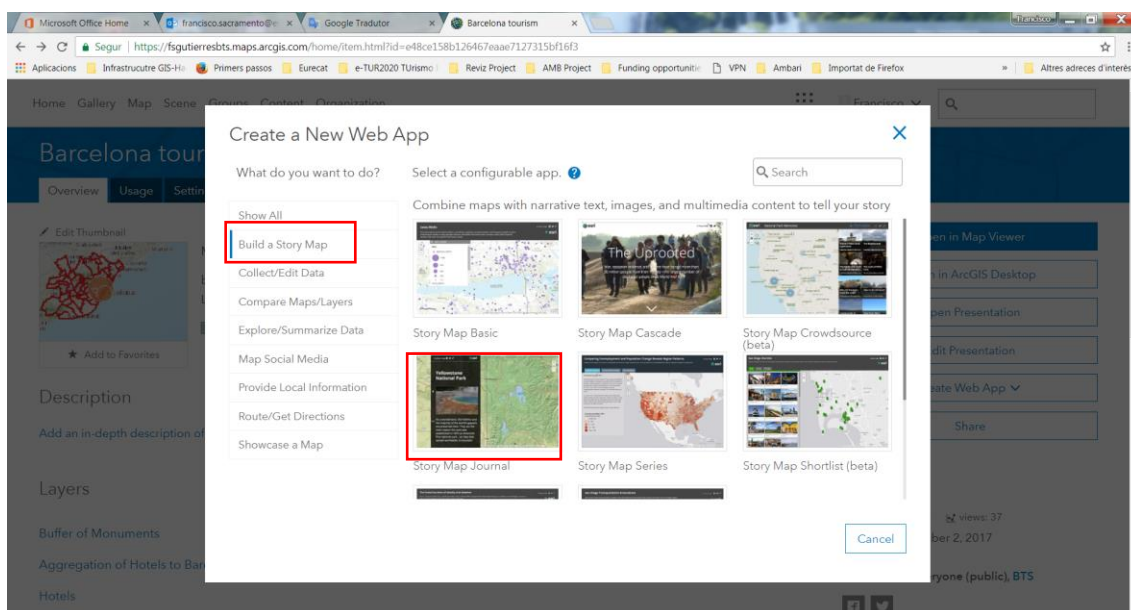 Microsoft Office Home francisco.sacramento@e Google Tradutor Barcelona tourism Francisco
Segur https://fsgutierresbts.maps.arcgis.com/home/item.html?id=e48ce158b126467eaae7127315bf16f3
Aplicacions Infrastrucutre GIS-Ha Primers passos Eurecat e-TUR2020 TUrismo Reviz Project AMB Project Funding opportunitie VPN Ambari Importat de Firefox » Altres adreces d'interès
Home Gallery Map Scene Groups Content Organization Francisco
Create a New Web App
Barcelona tour
What do you want to do? Select a configurable app. Search
Overview Usage Settin
Combine maps with narrative text, images, and multimedia content to tell your story
Show All
Edit Thumbnail
Build a Story Map
The Uprooted
en in Map Viewer
Collect/Edit Data
n in ArcGIS Desktop
Compare Maps/Layers
pen Presentation
Explore/Summarize Data Story Map Basic Story Map Cascade Story Map Crowdsource
(beta)
Add to Favorites
Map Social Media
dit Presentation
Yellowstone
National Park
Provide Local Information
eate Web App
Description
Route/Get Directions
Add an in-depth description of
Share
Showcase a Map
Story Map Journal Story Map Series Story Map Shortlist (beta)
Layers
views: 37
Buffer of Monuments
Cancel
ber 2, 2017
Aggregation of Hotels to Bar
ryone (public), BTS
Hotels